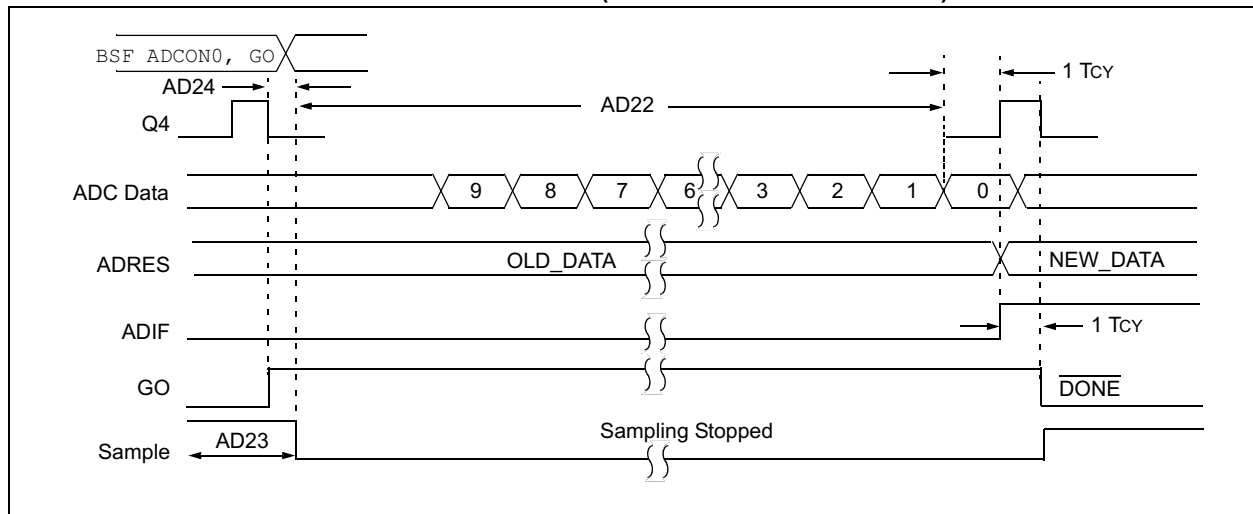 BSF ADCON0, GO
AD24
1 TCY
AD22
Q4
ADC Data
9 8 7 6 3 2 1 0
ADRES
OLD_DATA
NEW_DATA
ADIF
1 TCY
GO
DONE
Sampling Stopped
AD23
Sample